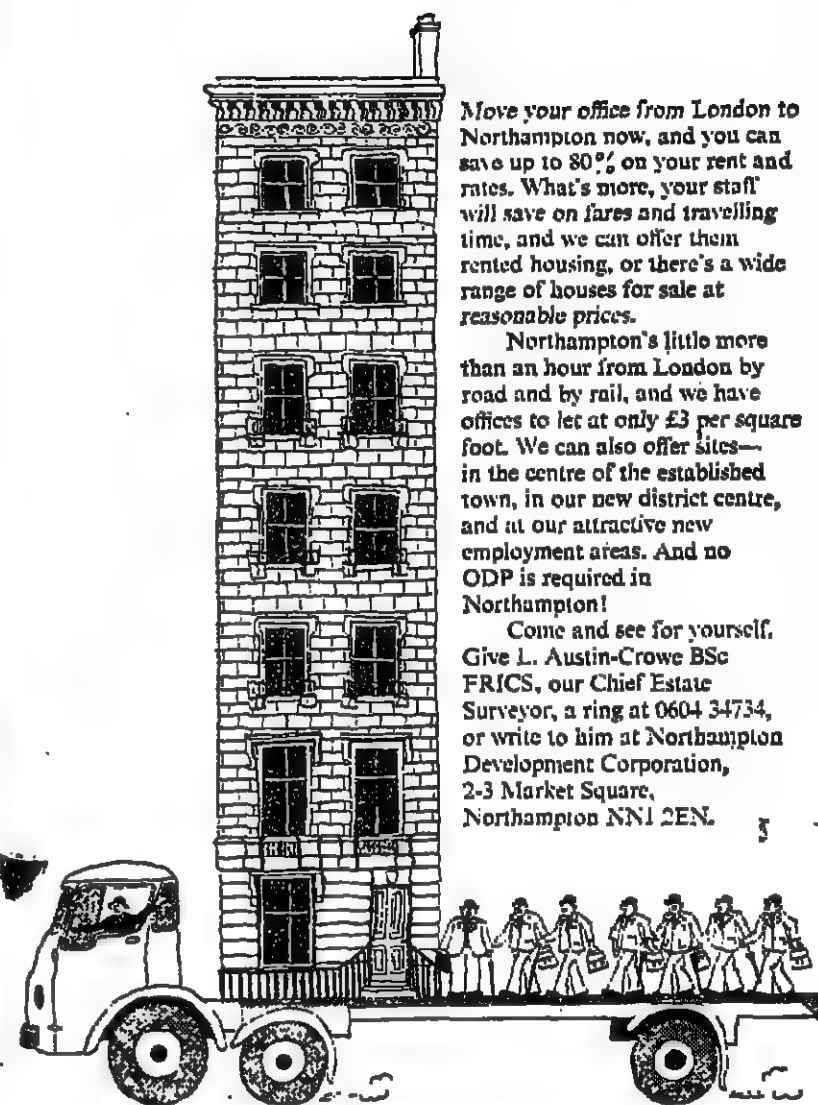 Move your office from London to
Northampton now, and you can
save up to 80% on your rent and
rates. What's more, your staff
will save on fares and travelling
time, and we can offer them
rented housing, or there's a wide
range of houses for sale at
reasonable prices.
Northampton's little more
than an hour from London by
road and by rail, and we have
offices to let at only £3 per square
foot. We can also offer sites—
in the centre of the established
town, in our new district centre,
and at our attractive new
employment areas. And no
ODP is required in
Northampton!
Come and see for yourself.
Give L. Austin-Crowe BSc
FRICS, our Chief Estate
Surveyor, a ring at 0604 34734,
or write to him at Northampton
Development Corporation,
2-3 Market Square,
Northampton NN1 2EN.